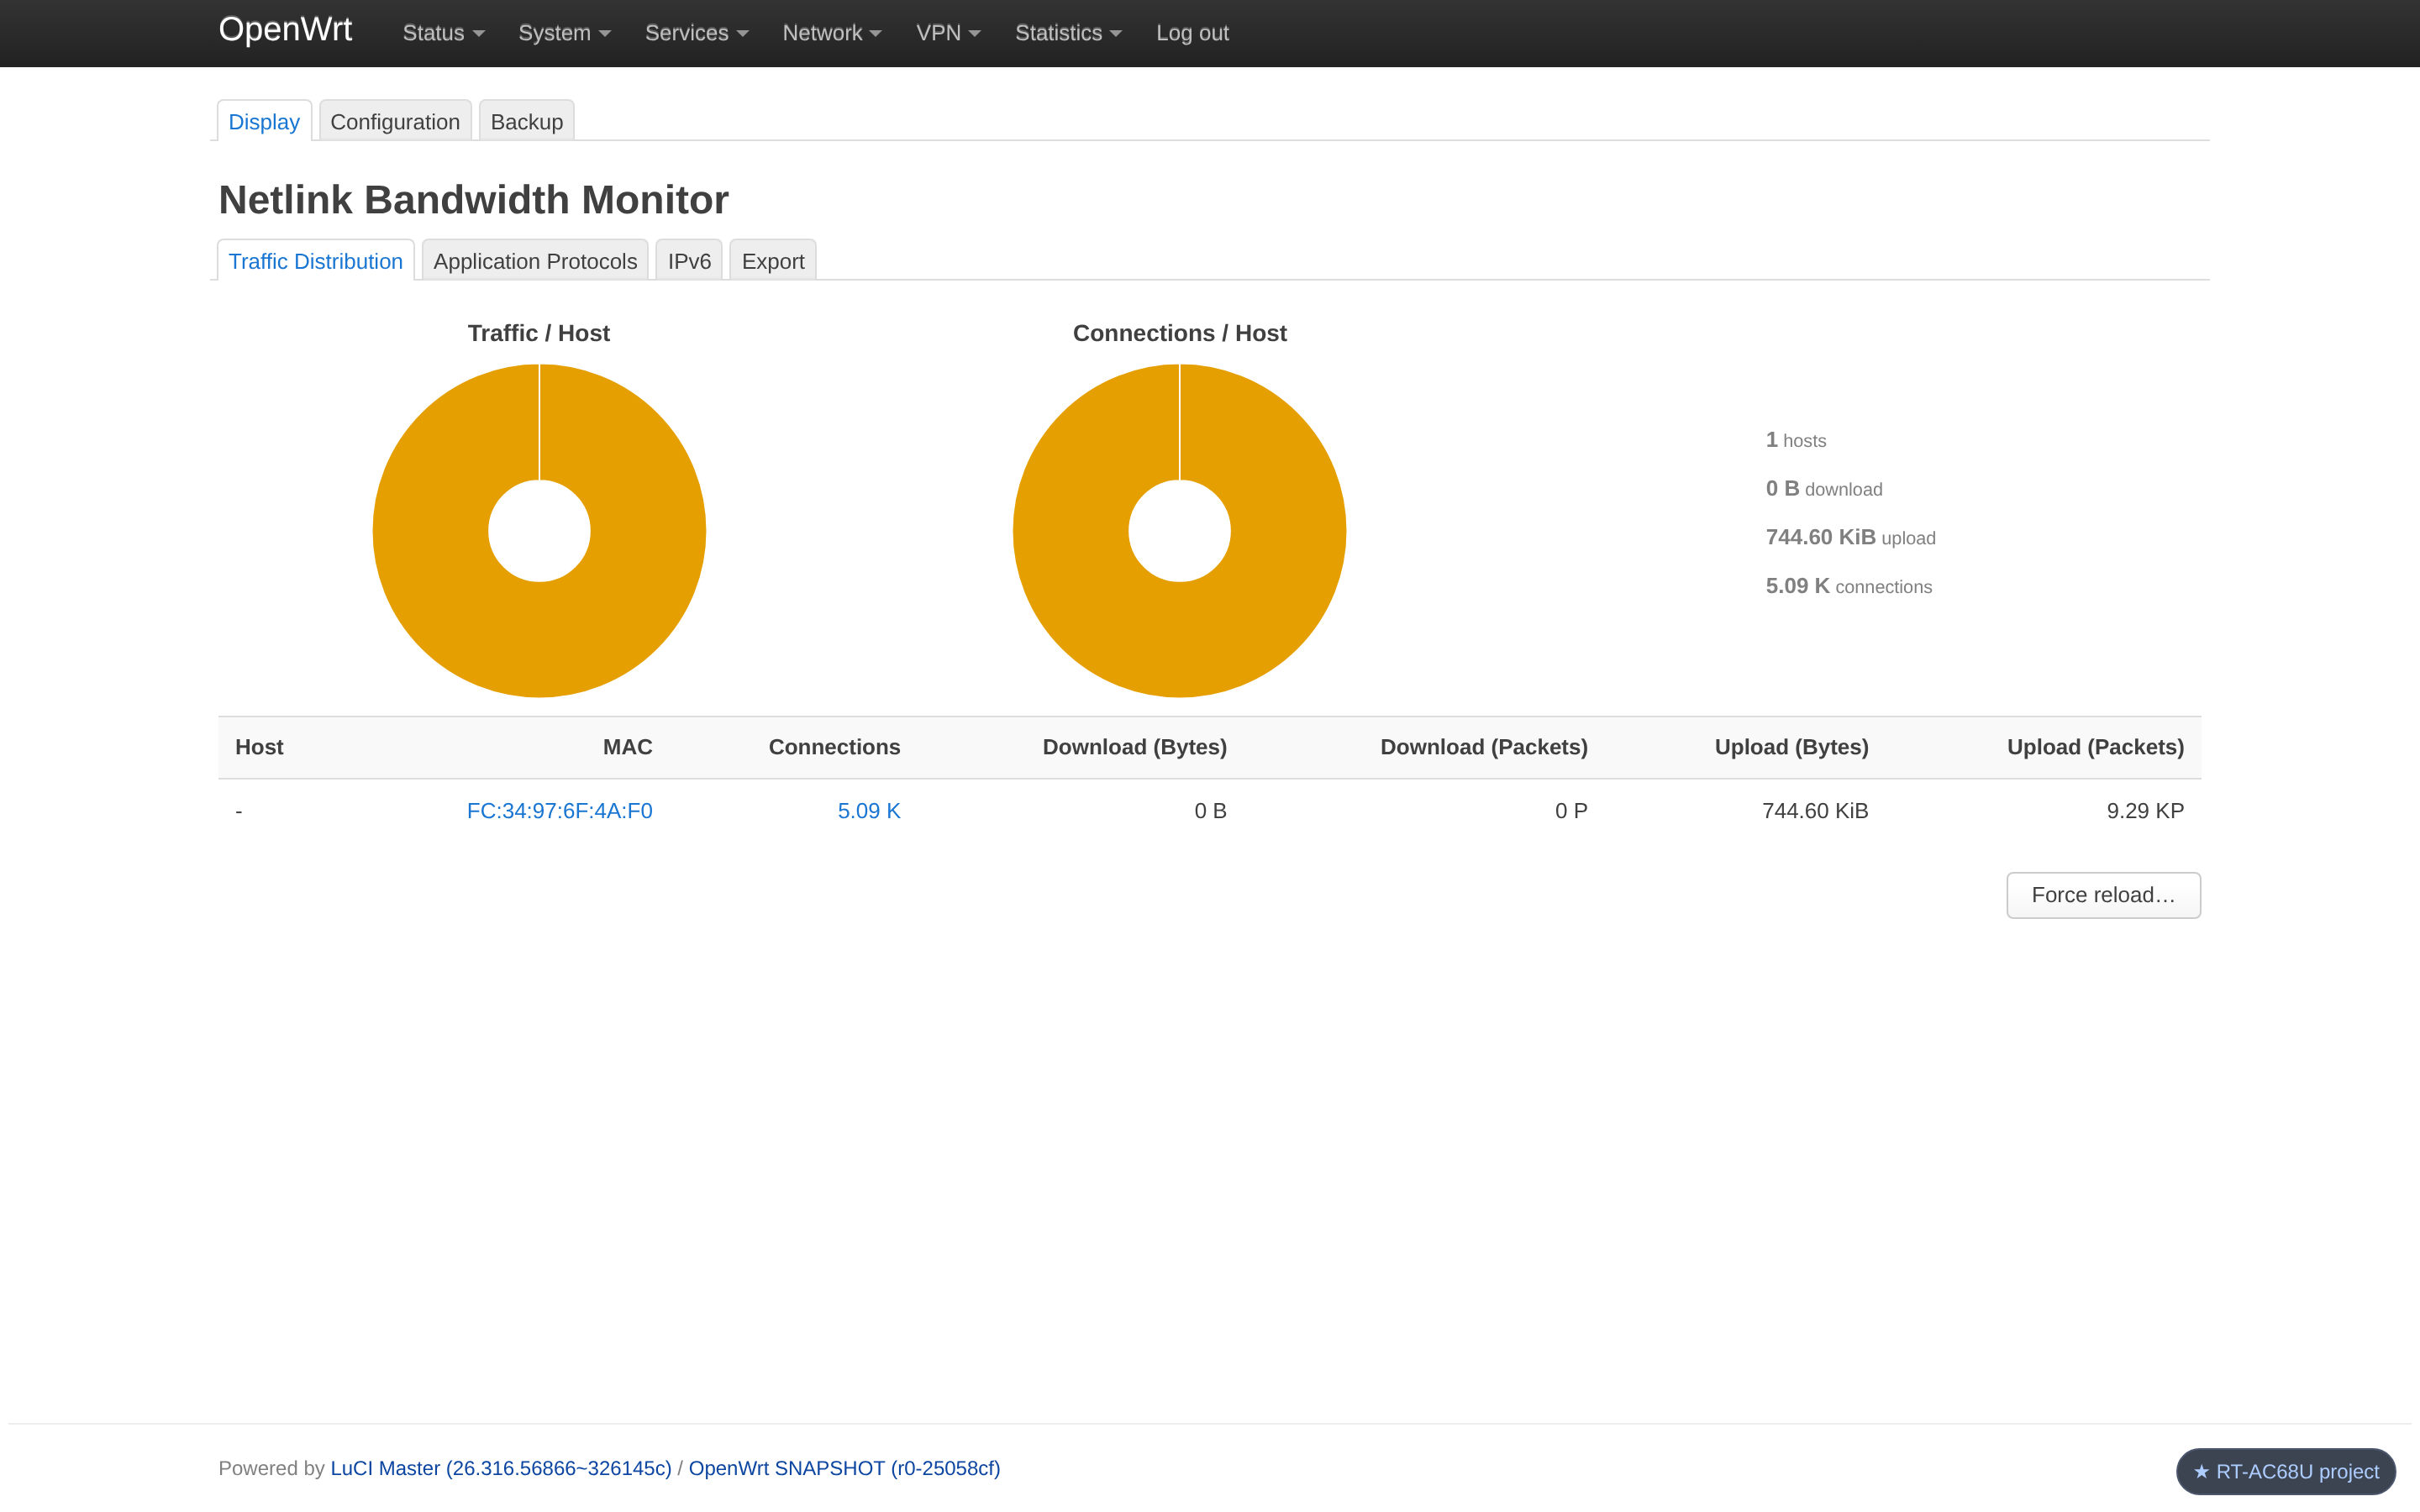 OpenWrt Status System Services Network VPN Statistics Log out
Display Configuration Backup
Netlink Bandwidth Monitor
Traffic Distribution Application Protocols IPv6 Export
Traffic / Host Connections / Host
1 hosts
0 B download
744.60 KiB upload
5.09 K connections
Host MAC Connections Download (Bytes) Download (Packets) Upload (Bytes) Upload (Packets)
- FC:34:97:6F:4A:F0 5.09 K 0 B 0 P 744.60 KiB 9.29 KP
Force reload…
Powered by LuCI Master (26.316.56866~326145c) / OpenWrt SNAPSHOT (r0-25058cf)
★ RT-AC68U project